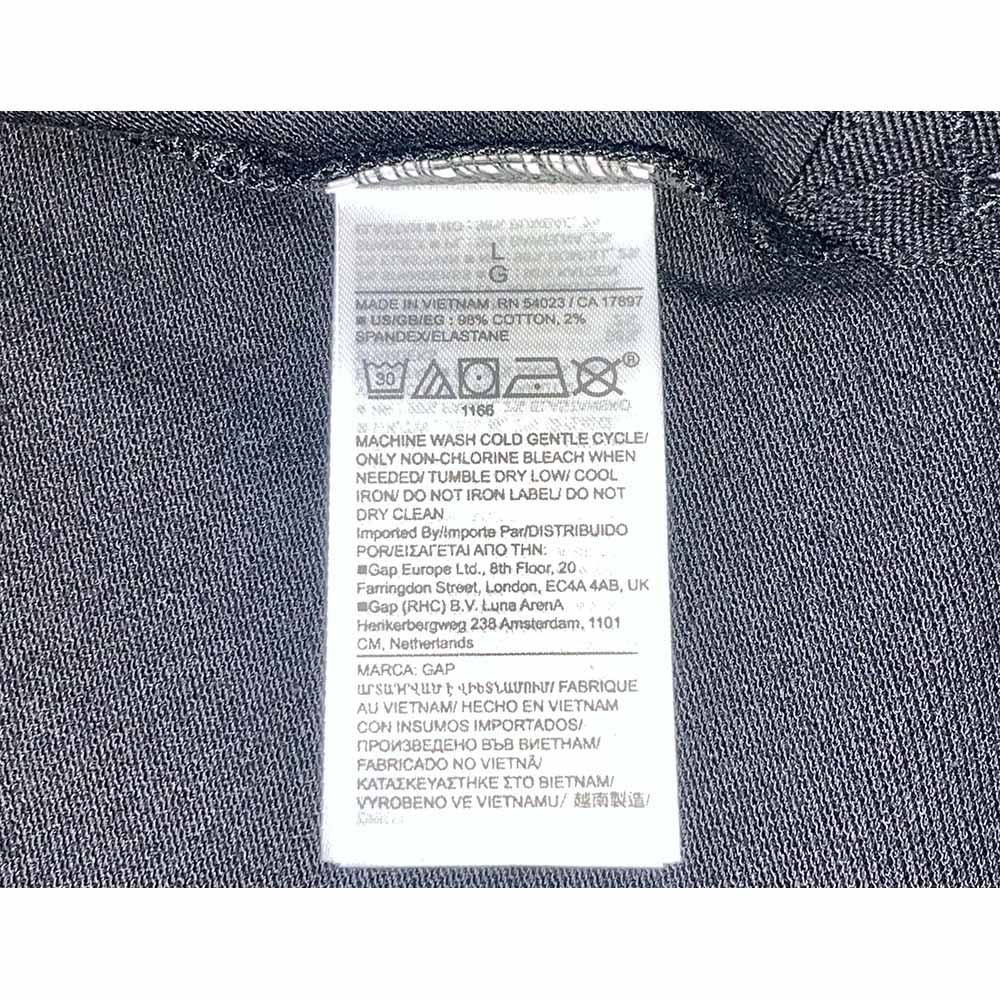 L
G
MADE IN VIETNAM RN 54023 / CA 17897
■ US/GB/EG : 98% COTTON, 2%
SPANDEX/ELASTANE
30
®
1166
MACHINE WASH COLD GENTLE CYCLE/
ONLY NON-CHLORINE BLEACH WHEN
NEEDED/ TUMBLE DRY LOW/ COOL
IRON/ DO NOT IRON LABEL/ DO NOT
DRY CLEAN
Imported By/Importe Par/DISTRIBUIDO
POR/ΕΙΣΑΓΕΤΑΙ ΑΠΟ ΤΗΝ:
■Gap Europe Ltd., 8th Floor, 20
Farringdon Street, London, EC4A 4AB, UK
■Gap (RHC) B.V. Luna ArenA
Herikerbergweg 238 Amsterdam, 1101
CM, Netherlands
MARCA: GAP
ԱՐՏԱԴՐՎԱԾ Է ՎԻԵՏՆԱՄՈՒՄ/ FABRIQUE
AU VIETNAM/ HECHO EN VIETNAM
CON INSUMOS IMPORTADOS/
ПРОИЗВЕДЕНО ВЪВ ВИЕТНАМ/
FABRICADO NO VIETNÃ/
ΚΑΤΑΣΚΕΥΑΣΤΗΚΕ ΣΤΟ ΒΙΕΤΝΑΜ/
VYROBENO VE VIETNAMU/ 越南製造/